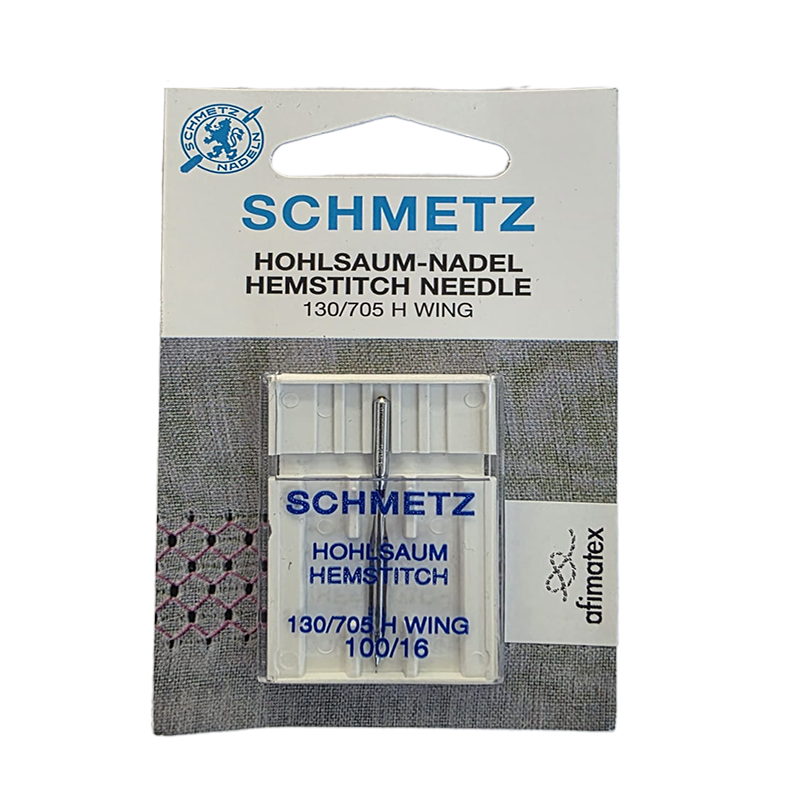 SCHMETZ
NADELN
SCHMETZ
HOHLSAUM-NADEL
HEMSTITCH NEEDLE
130/705 H WING
SCHMETZ
HOHLSAUM
HEMSTITCH
130/705 H WING
100/16
afimatex